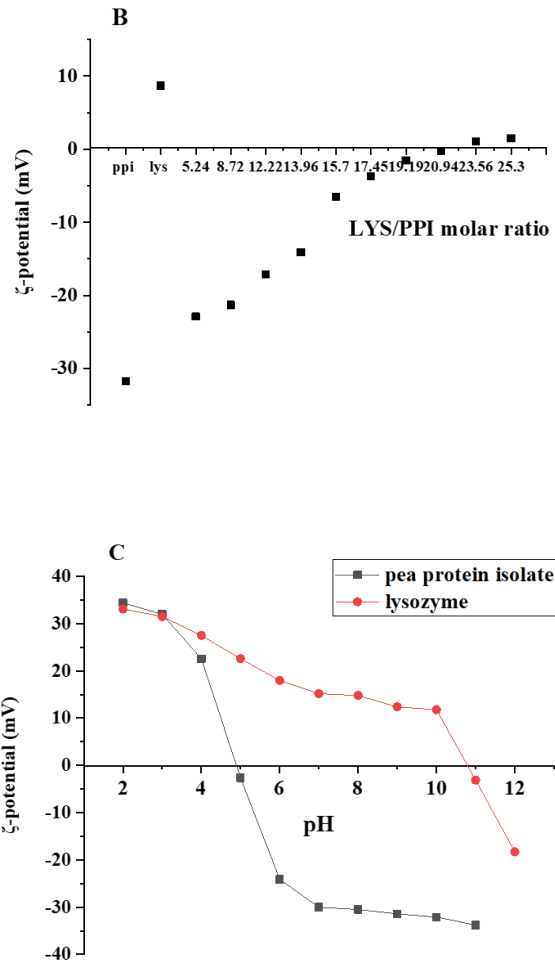 B
10
0
-10
-20
-30
ζ-potential (mV)
ppi lys 5.24 8.72 12.22 13.96 15.7 17.45 19.19 20.94 23.56 25.3
LYS/PPI molar ratio
C
pea protein isolate
lysozyme
40
30
20
10
0
-10
-20
-30
-40
ζ-potential (mV)
2 4 6 8 10 12
pH